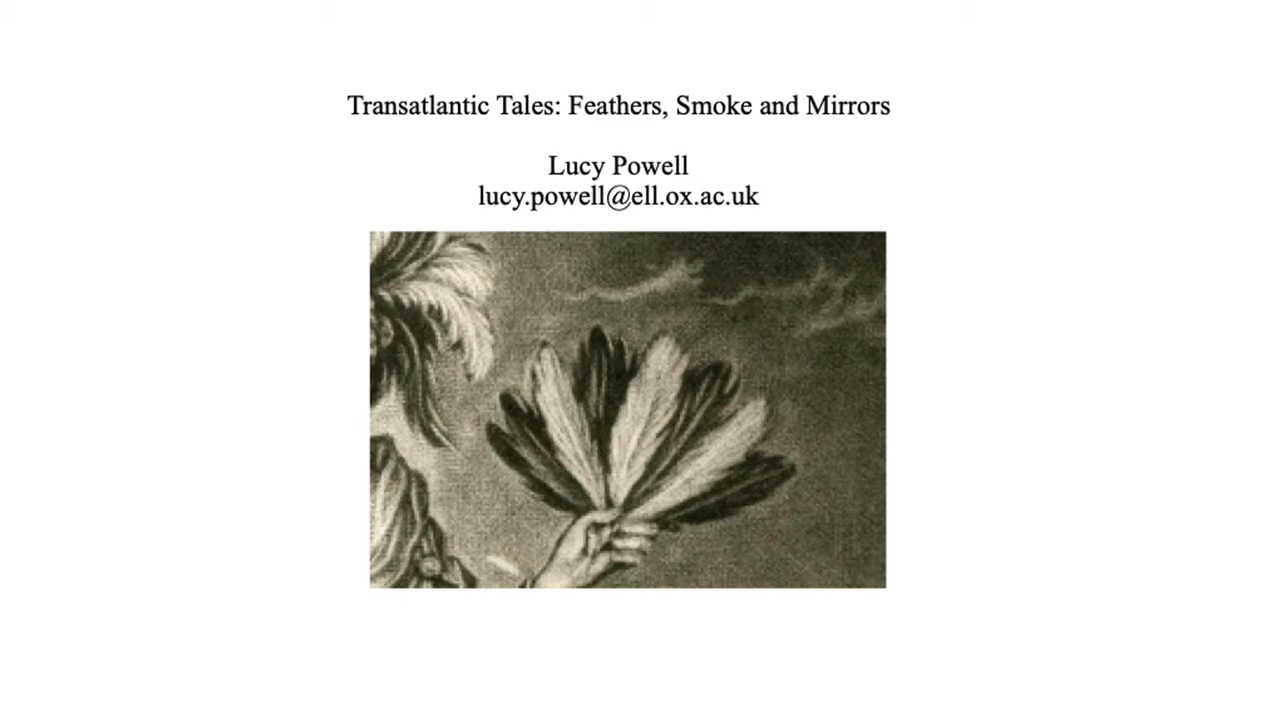 Transatlantic Tales: Feathers, Smoke and Mirrors
Lucy Powell
lucy.powell@ell.ox.ac.uk